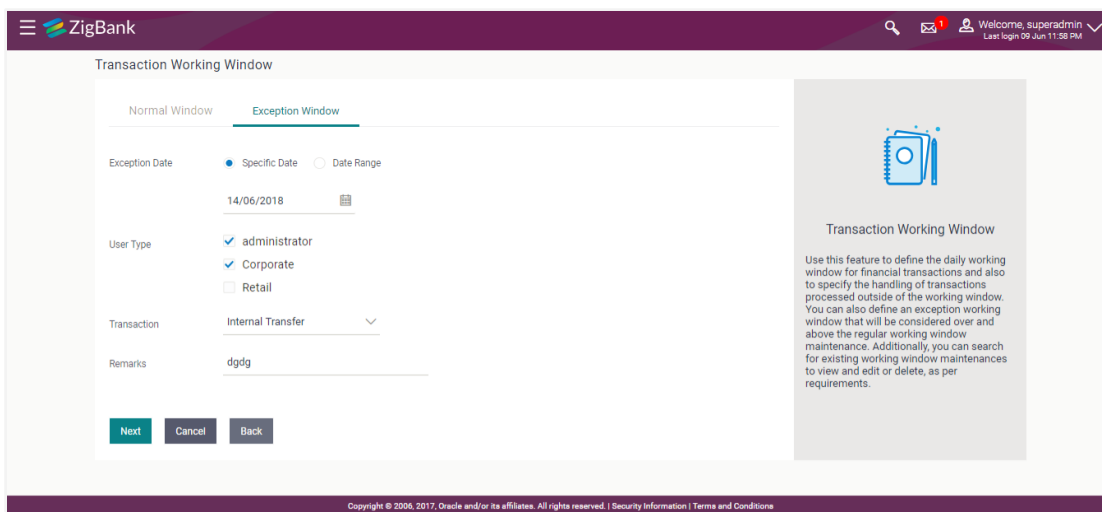 ZigBank
1
Welcome, superadmin
Last login 09 Jun 11:58 PM
Transaction Working Window
Normal Window
Exception Window
Exception Date
Specific Date
Date Range
14/06/2018
User Type
administrator
Corporate
Retail
Transaction
Internal Transfer
Remarks
dgdg
Next
Cancel
Back
Transaction Working Window
Use this feature to define the daily working
window for financial transactions and also
to specify the handling of transactions
processed outside of the working window.
You can also define an exception working
window that will be considered over and
above the regular working window
maintenance. Additionally, you can search
for existing working window maintenances
to view and edit or delete, as per
requirements.
Copyright © 2006, 2017, Oracle and/or its affiliates. All rights reserved. | Security Information | Terms and Conditions